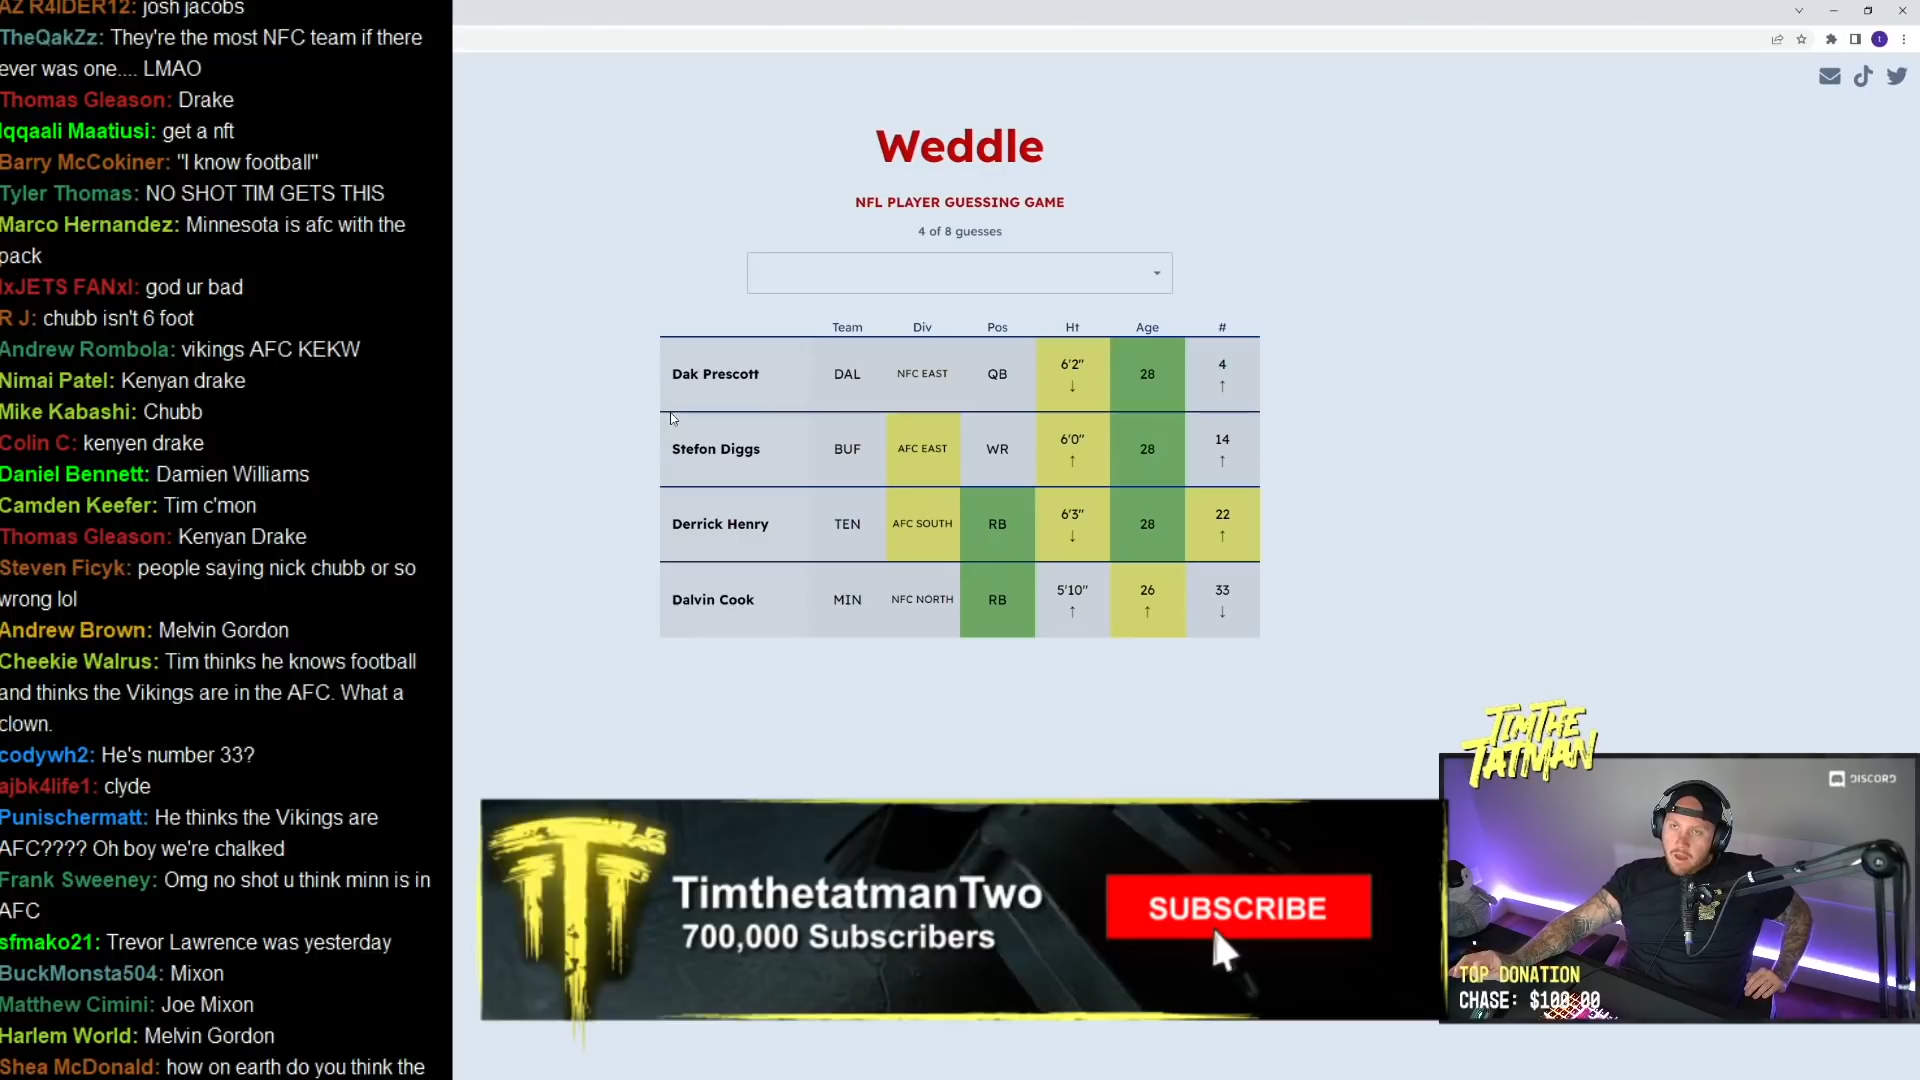 AZ R4IDER12: josh jacobs
TheQakZz: They're the most NFC team if there
ever was one.... LMAO
Thomas Gleason: Drake
Iqqaali Maatiusi: get a nft
Barry McCokiner: "I know football"
Tyler Thomas: NO SHOT TIM GETS THIS
Marco Hernandez: Minnesota is afc with the
pack
IxJETS FANxI: god ur bad
R J: chubb isn't 6 foot
Andrew Rombola: vikings AFC KEKW
Nimai Patel: Kenyan drake
Mike Kabashi: Chubb
Colin C: kenyen drake
Daniel Bennett: Damien Williams
Camden Keefer: Tim c'mon
Thomas Gleason: Kenyan Drake
Steven Ficyk: people saying nick chubb or so
wrong lol
Andrew Brown: Melvin Gordon
Cheekie Walrus: Tim thinks he knows football
and thinks the Vikings are in the AFC. What a
clown.
codywh2: He's number 33?
ajbk4life1: clyde
Punischermatt: He thinks the Vikings are
AFC???? Oh boy we're chalked
Frank Sweeney: Omg no shot u think minn is in
AFC
sfmako21: Trevor Lawrence was yesterday
BuckMonsta504: Mixon
Matthew Cimini: Joe Mixon
Harlem World: Melvin Gordon
Shea McDonald: how on earth do you think the
t
Weddle
NFL PLAYER GUESSING GAME
4 of 8 guesses
Team Div Pos Ht Age #
Dak Prescott DAL NFC EAST QB 6'2" ↓ 28 4 ↑
Stefon Diggs BUF AFC EAST WR 6'0" ↑ 28 14 ↑
Derrick Henry TEN AFC SOUTH RB 6'3" ↓ 28 22 ↑
Dalvin Cook MIN NFC NORTH RB 5'10" ↑ 26 ↑ 33 ↓
TimthetatmanTwo
700,000 Subscribers
SUBSCRIBE
TIMTHE
TATMAN
DISCORD
TOP DONATION
CHASE: $100.00